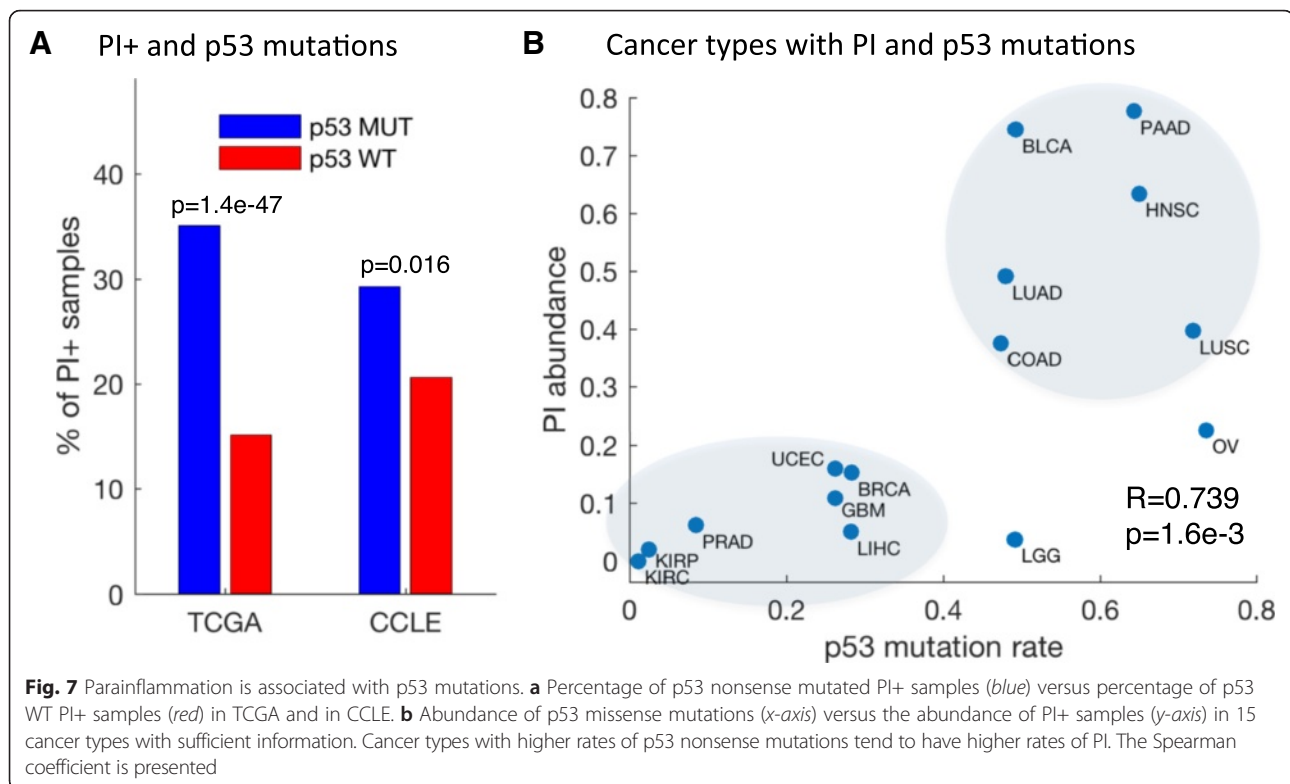 A PI+ and p53 mutations
p53 MUT
p53 WT
% of PI+ samples
40
30
20
10
0
p=1.4e-47
p=0.016
TCGA
CCLE
B Cancer types with PI and p53 mutations
PI abundance
0.8
0.7
0.6
0.5
0.4
0.3
0.2
0.1
0
BLCA
PAAD
HNSC
LUAD
COAD
LUSC
OV
UCEC
BRCA
GBM
LIHC
PRAD
KIRP
KIRC
LGG
R=0.739
p=1.6e-3
0 0.2 0.4 0.6 0.8
p53 mutation rate
Fig. 7 Parainflammation is associated with p53 mutations. a Percentage of p53 nonsense mutated PI+ samples (blue) versus percentage of p53
WT PI+ samples (red) in TCGA and in CCLE. b Abundance of p53 missense mutations (x-axis) versus the abundance of PI+ samples (y-axis) in 15
cancer types with sufficient information. Cancer types with higher rates of p53 nonsense mutations tend to have higher rates of PI. The Spearman
coefficient is presented